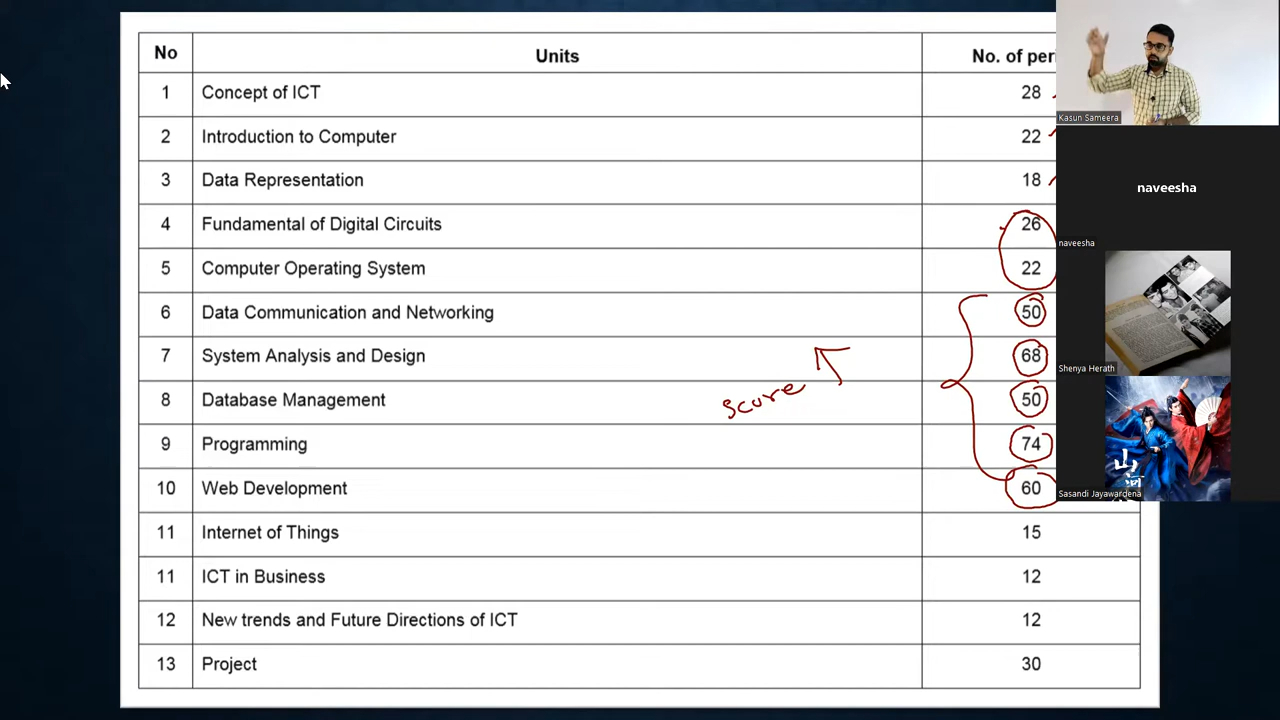 No Units No. of peri
1 Concept of ICT 28
2 Introduction to Computer 22
3 Data Representation 18
4 Fundamental of Digital Circuits 26
5 Computer Operating System 22
6 Data Communication and Networking 50
7 System Analysis and Design 68
8 Database Management 50
9 Programming 74
10 Web Development 60
11 Internet of Things 15
11 ICT in Business 12
12 New trends and Future Directions of ICT 12
13 Project 30
score
Kasun Sameera
naveesha
naveesha
Shenya Herath
山
Sasandi Jayawardena